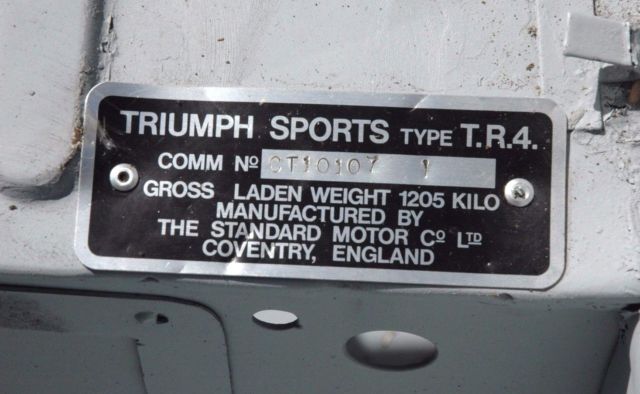 TRIUMPH SPORTS TYPE T.R.4.
COMM Nº CT10107 1
GROSS LADEN WEIGHT 1205 KILO
MANUFACTURED BY
THE STANDARD MOTOR Cº LTD
COVENTRY, ENGLAND